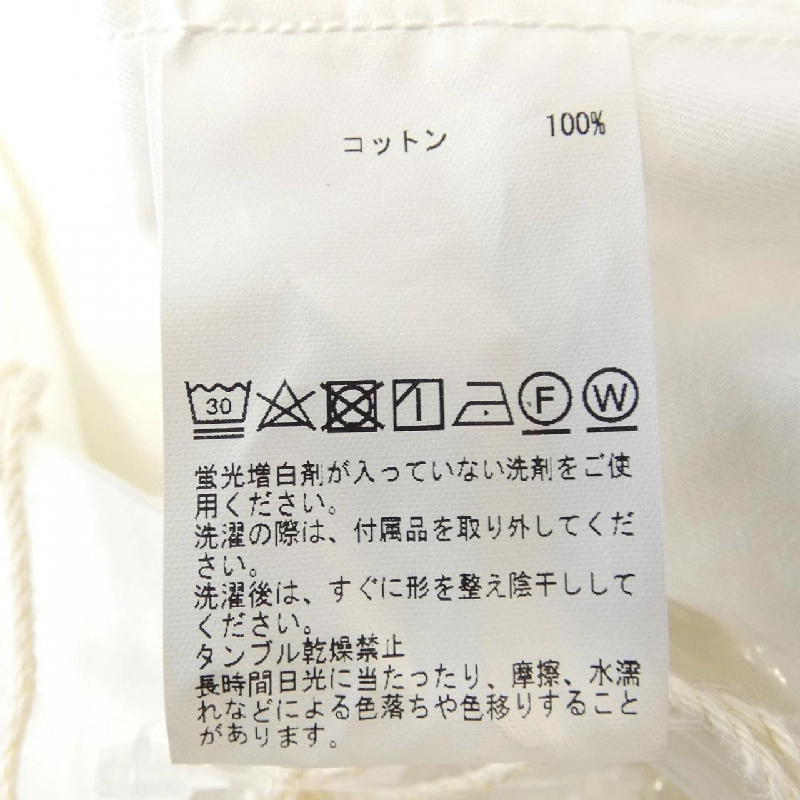 コットン 100%
30 F W
蛍光増白剤が入っていない洗剤をご使
用ください。
洗濯の際は、付属品を取り外してくだ
さい。
洗濯後は、すぐに形を整え陰干しして
ください。
タンブル乾燥禁止
長時間日光に当たったり、摩擦、水濡
れなどによる色落ちや色移りすること
があります。